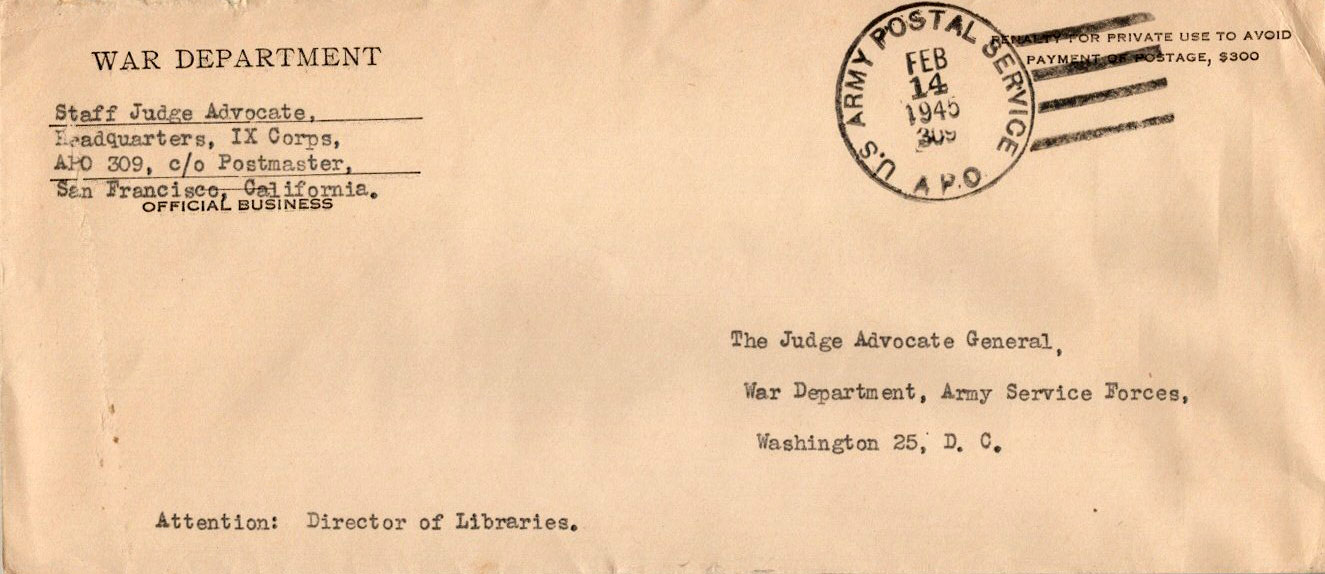 WAR DEPARTMENT
Staff Judge Advocate,
Headquarters, IX Corps,
APO 309, c/o Postmaster,
San Francisco, California.
OFFICIAL BUSINESS
U.S. ARMY POSTAL SERVICE
FEB
14
1945
309
A.P.O.
PENALTY FOR PRIVATE USE TO AVOID
PAYMENT OF POSTAGE, $300
The Judge Advocate General,
War Department, Army Service Forces,
Washington 25, D. C.
Attention: Director of Libraries.